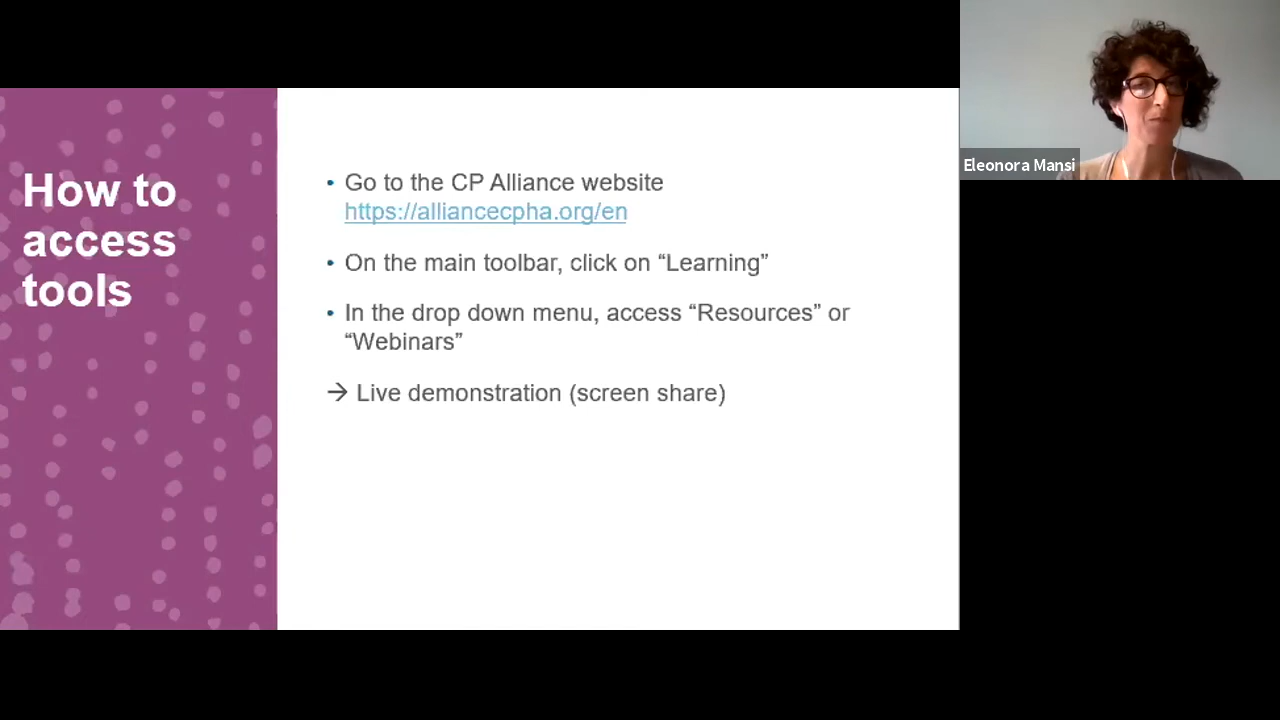 How to
access
tools
• Go to the CP Alliance website
https://alliancecpha.org/en
• On the main toolbar, click on “Learning”
• In the drop down menu, access “Resources” or
“Webinars”
→ Live demonstration (screen share)
Eleonora Mansi